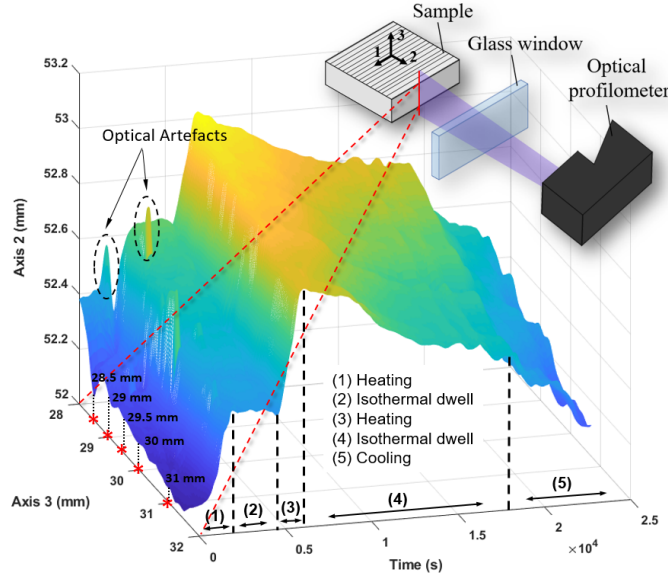 Sample
Glass window
Optical
profilometer
3
1
2
Optical Artefacts
53.2
53
52.8
52.6
52.4
52.2
52
Axis 2 (mm)
28.5 mm
29 mm
29.5 mm
30 mm
31 mm
28
29
30
31
32
Axis 3 (mm)
(1) Heating
(2) Isothermal dwell
(3) Heating
(4) Isothermal dwell
(5) Cooling
(1)
(2)
(3)
(4)
(5)
0
0.5
1
1.5
2
2.5
×10⁴
Time (s)